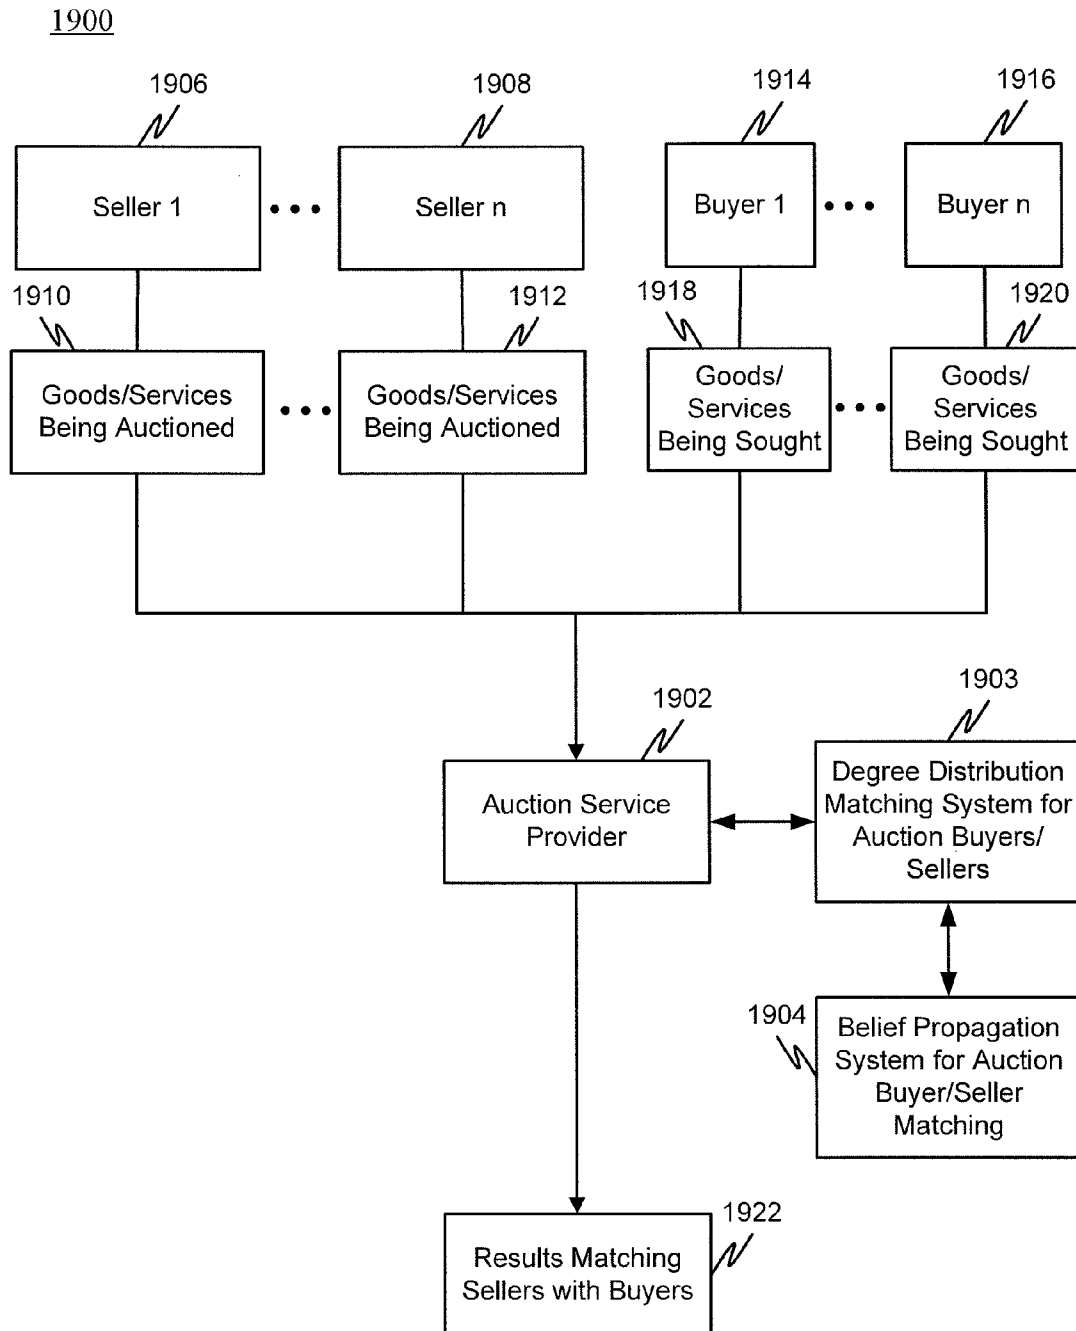 1900
1906
1908
1914
1916
Seller 1
Seller n
Buyer 1
Buyer n
1910
1912
1918
1920
Goods/Services
Being Auctioned
Goods/Services
Being Auctioned
Goods/
Services
Being Sought
Goods/
Services
Being Sought
1902
1903
Auction Service
Provider
Degree Distribution
Matching System for
Auction Buyers/
Sellers
1904
Belief Propagation
System for Auction
Buyer/Seller
Matching
1922
Results Matching
Sellers with Buyers